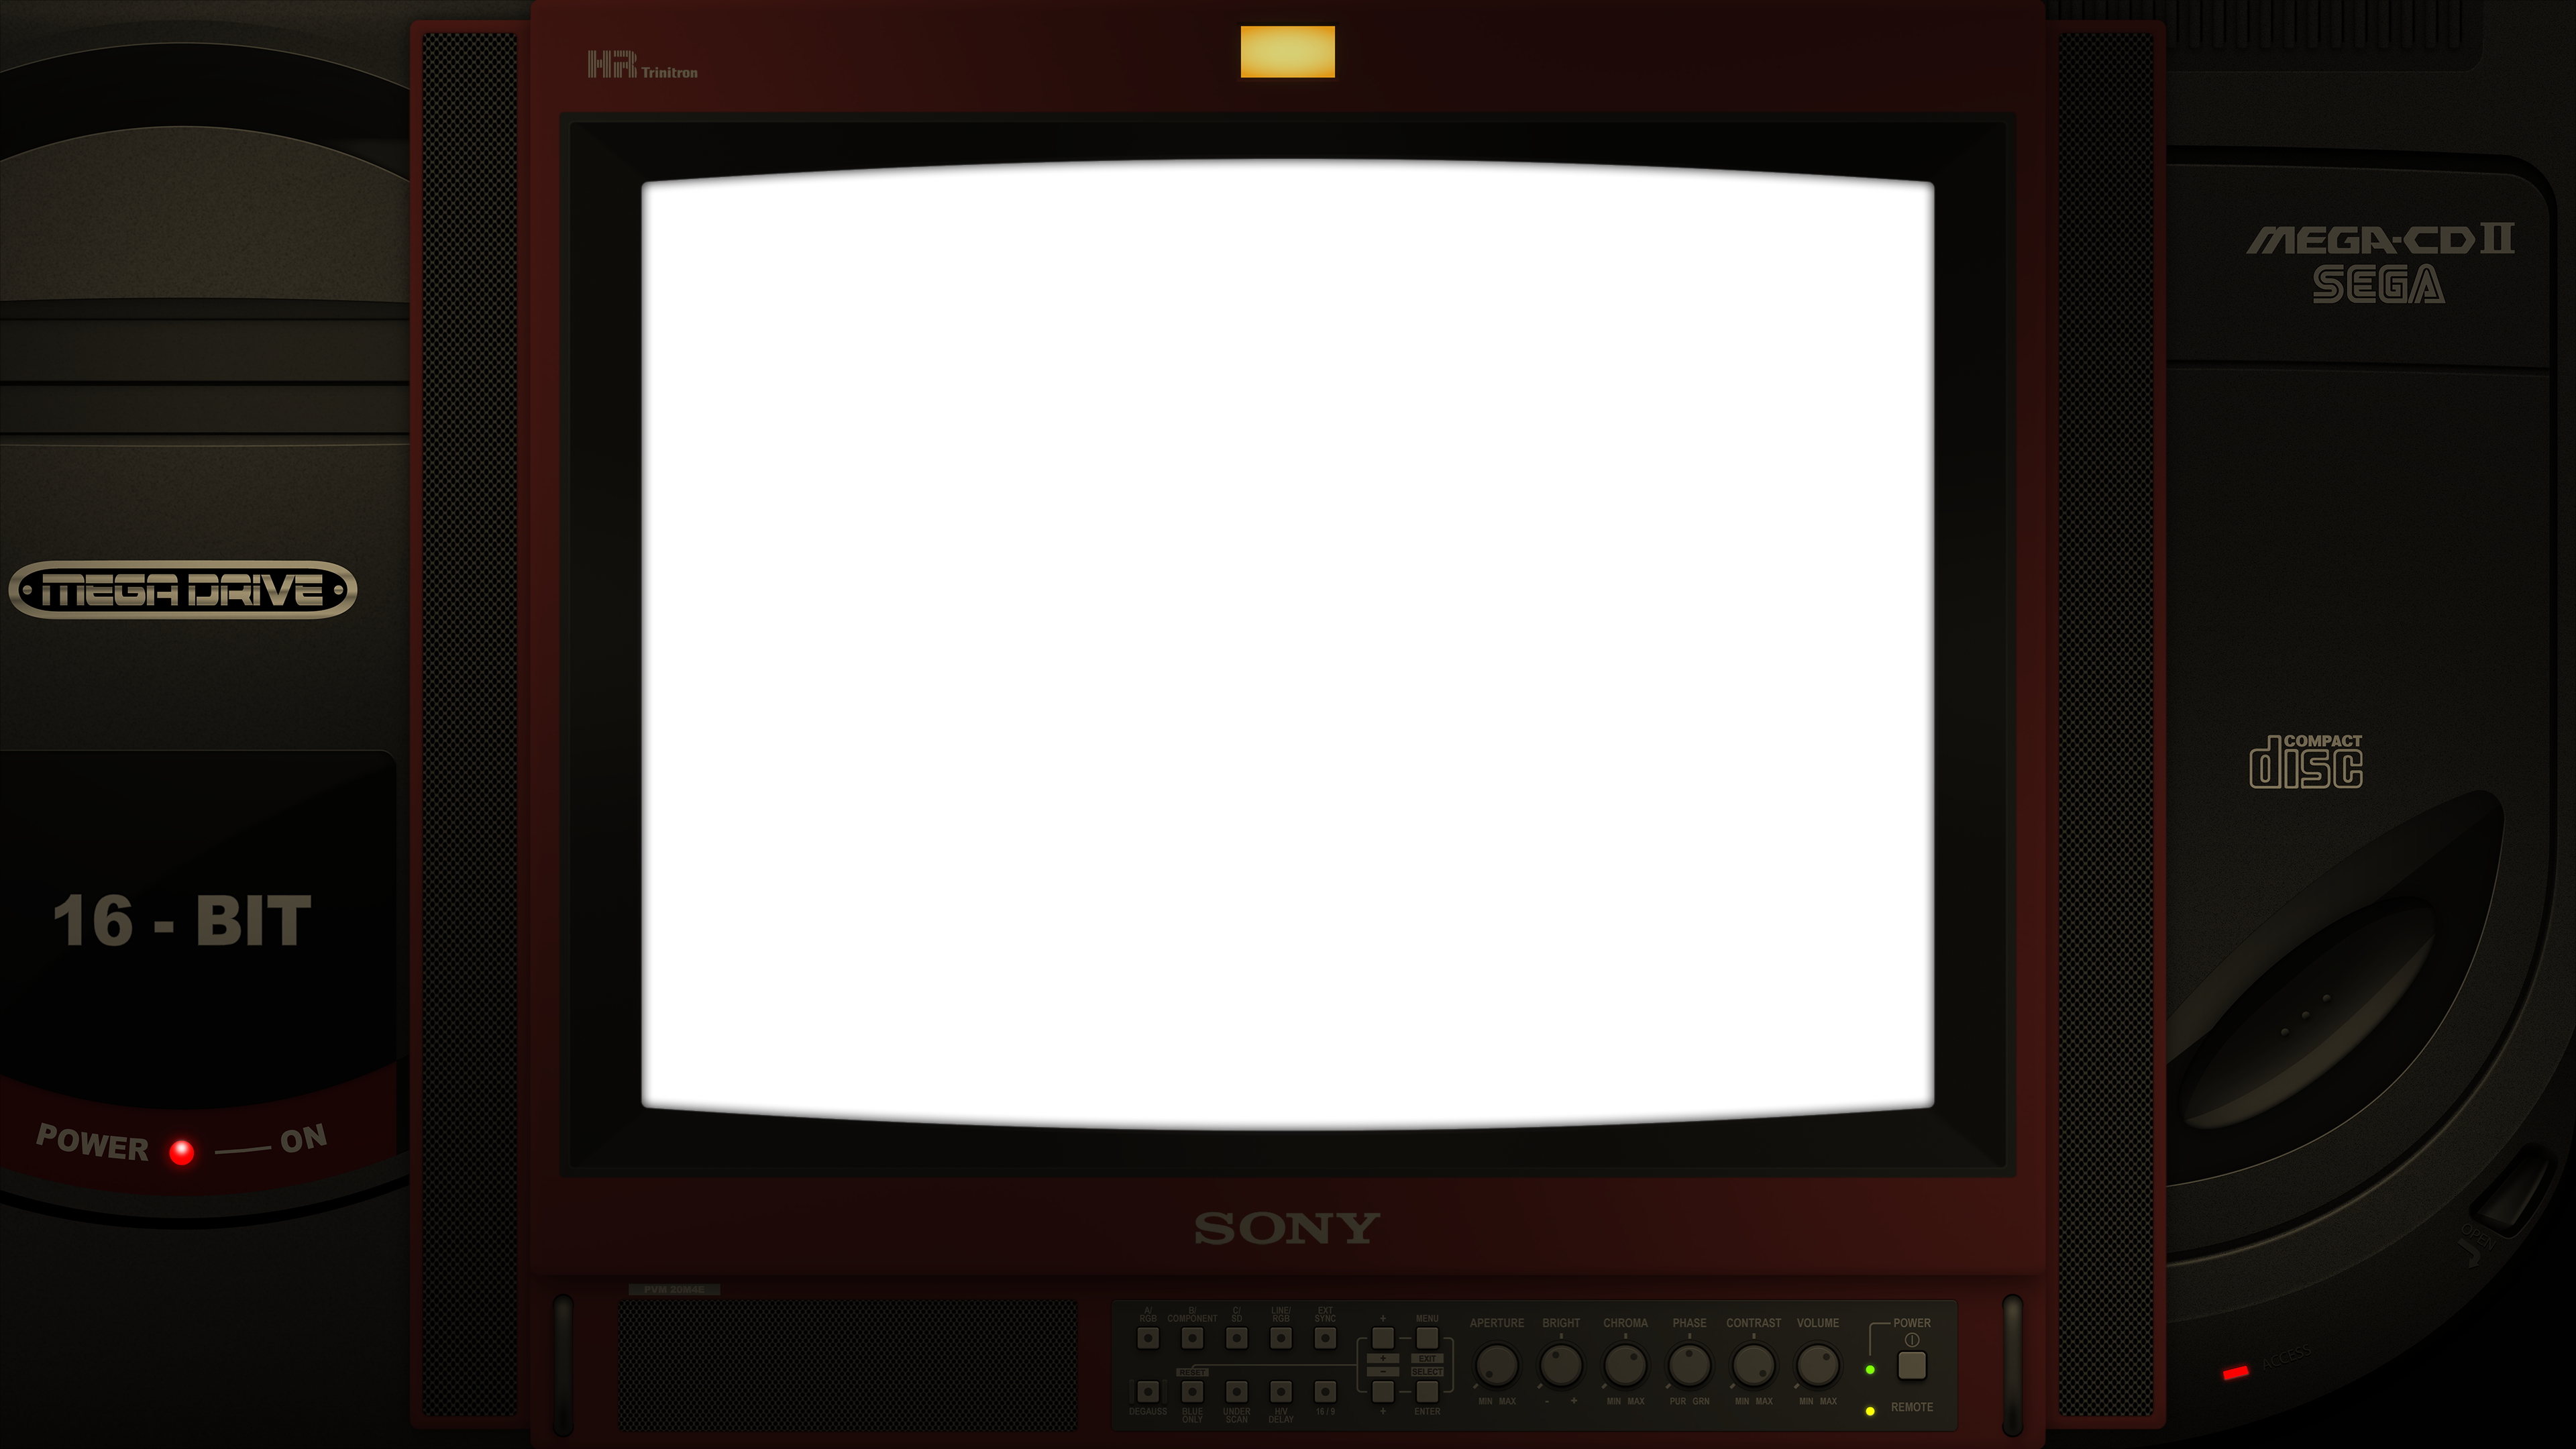 HR Trinitron
MEGA-CD II
SEGA
MEGA DRIVE
COMPACT
disc
16 - BIT
POWER ON
SONY
OPEN
ACCESS
PVM 20M4E
A/
RGB
B/
COMPONENT
C/
SD
LINE/
RGB
EXT
SYNC
+ MENU
+ EXIT
- SELECT
RESET
DEGAUSS
BLUE
ONLY
UNDER
SCAN
H/V
DELAY
16 / 9
+ ENTER
APERTURE BRIGHT CHROMA PHASE CONTRAST VOLUME
MIN MAX - + MIN MAX PUR GRN MIN MAX MIN MAX
POWER
REMOTE